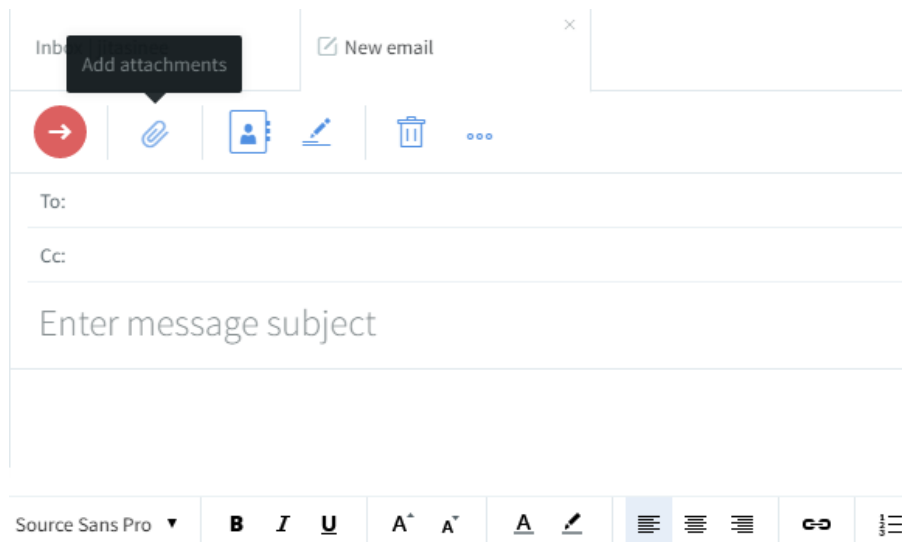 New email
Add attachments
To:
Cc:
Enter message subject
Source Sans Pro
B I U A A A